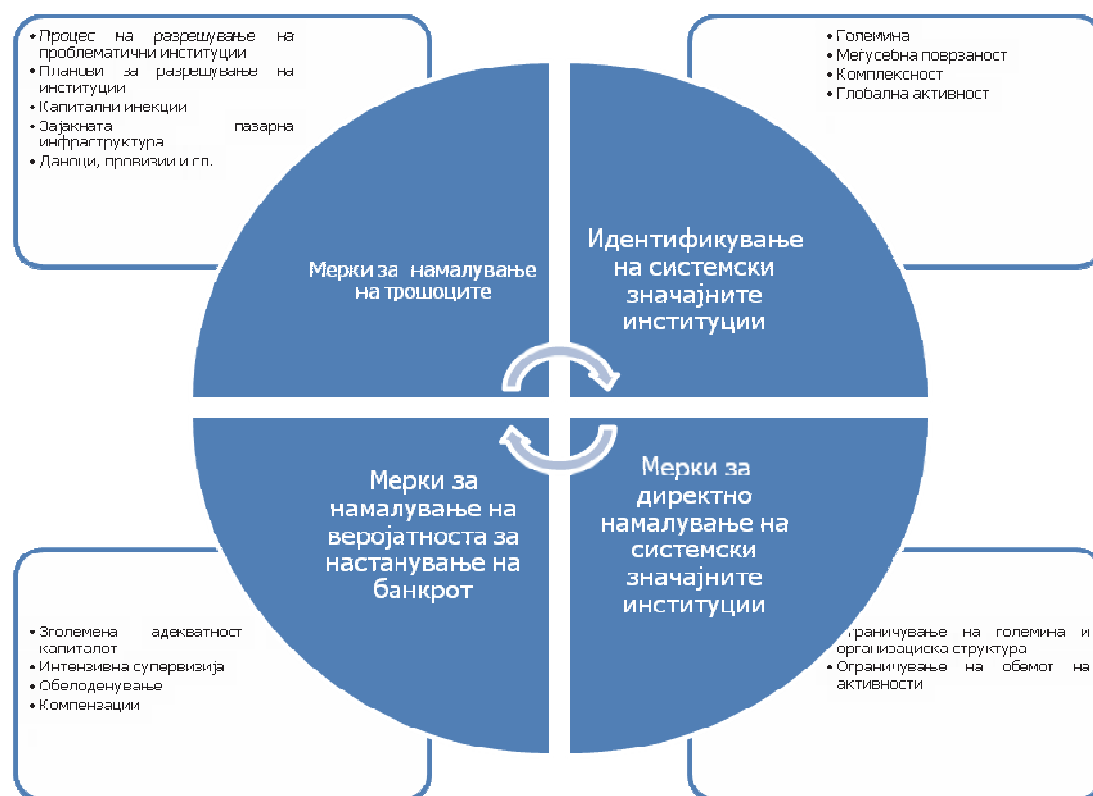 • Процес на разрешување на
проблематични институции
• Планови за разрешување на
институции
• Капитални инекции
• Зајакната пазарна
инфраструктура
• Даноци, провизии и сл.
• Големина
• Меѓусебна поврзаност
• Комплексност
• Глобална активност
Мерки за намалување
на трошоците
Идентификување
на системски
значајните
институции
Мерки за
намалување на
веројатноста за
настанување на
банкрот
Мерки за
директно
намалување на
системски
значајните
институции
• Зголемена адекватност
капиталот
• Интензивна супервизија
• Обелоденување
• Компензации
граничување на големина и
организациска структура
• Ограничување на обемот на
активности